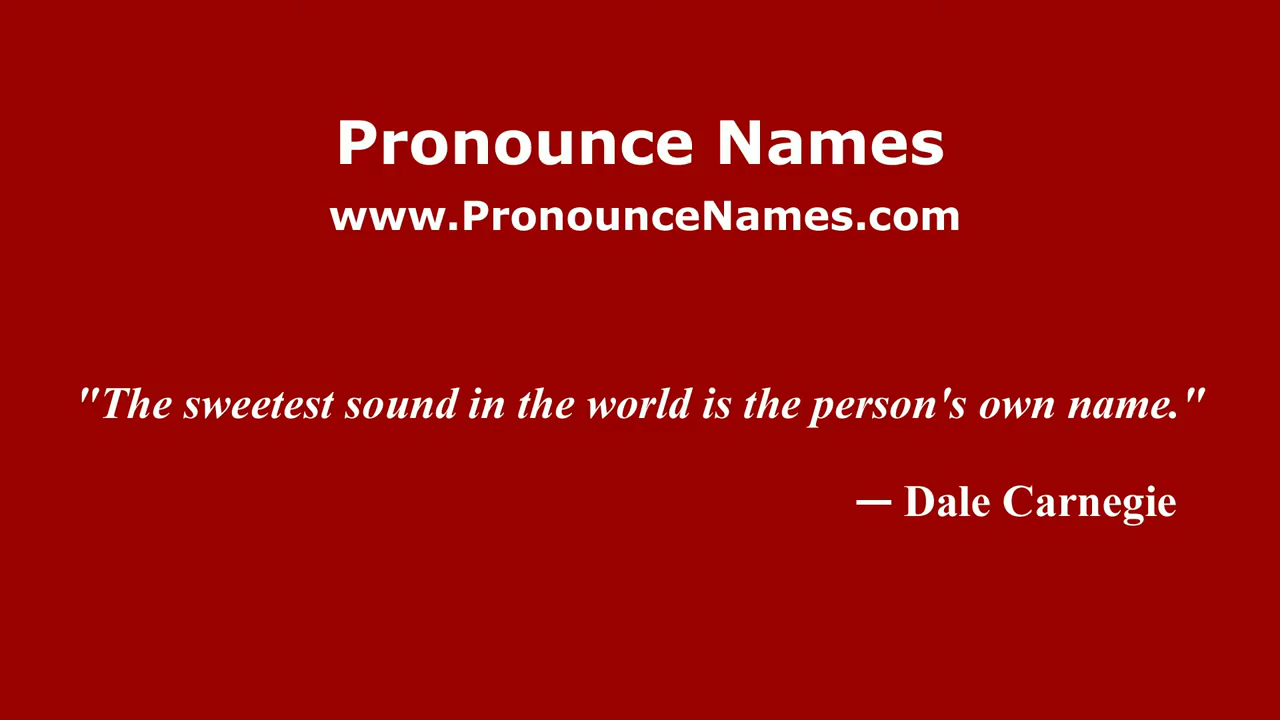 Pronounce Names
www.PronounceNames.com
"The sweetest sound in the world is the person's own name."
— Dale Carnegie